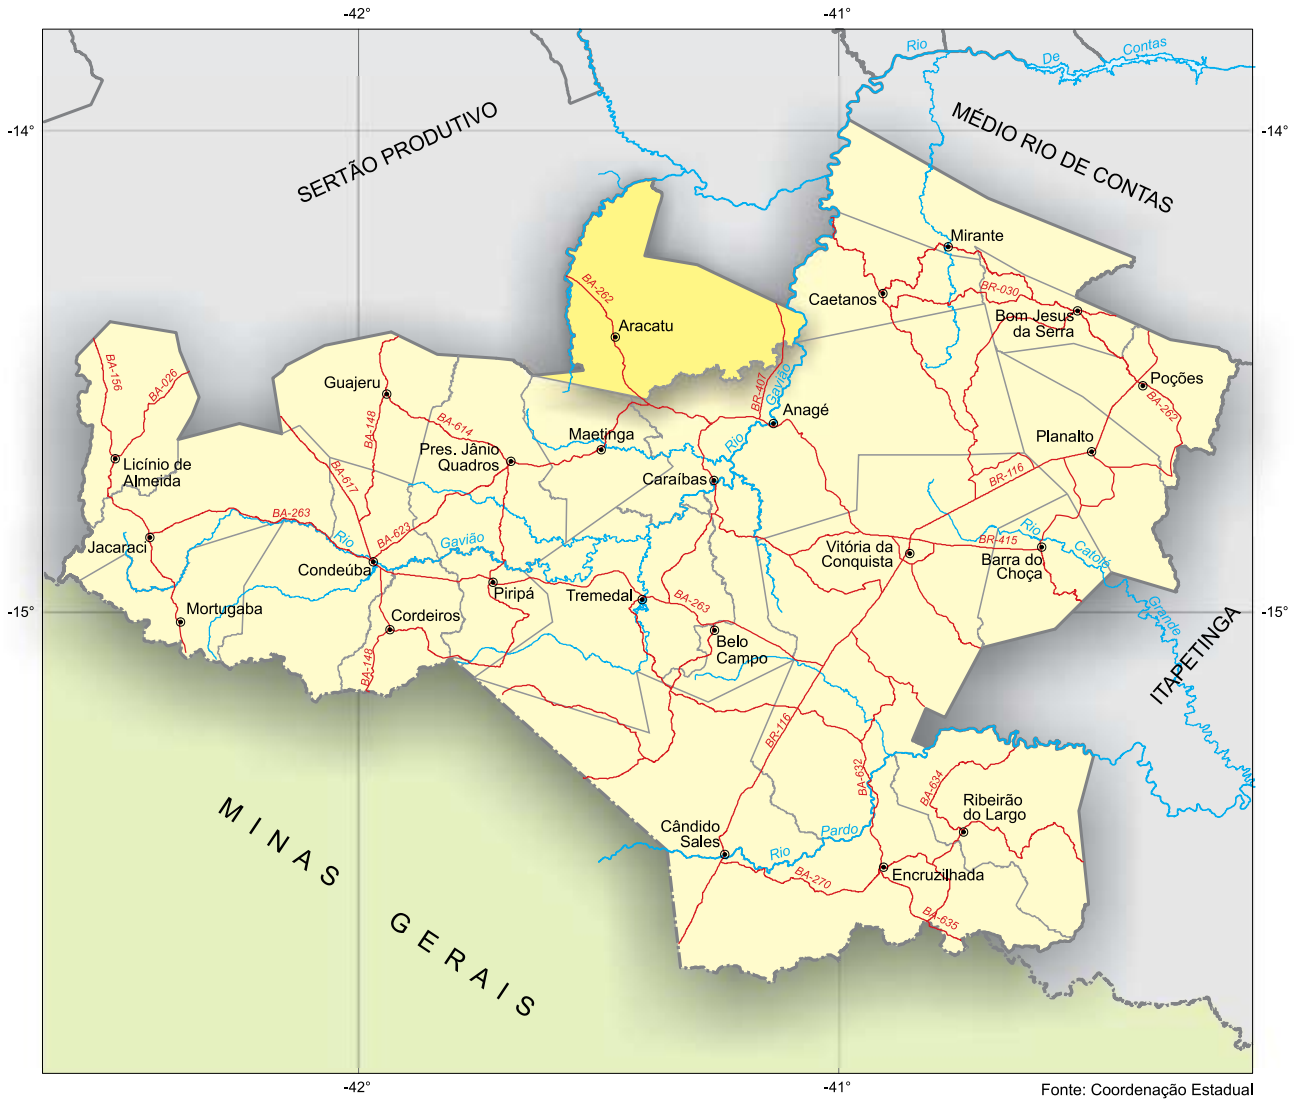 -42°
-41°
Rio
De
Contas
-14°
-14°
SERTÃO PRODUTIVO
MÉDIO RIO DE CONTAS
Mirante
BA-262
BR-030
Caetanos
Bom Jesus
da Serra
Aracatu
BA-156
BA-026
Guajeru
BR-407
Gavião
Poções
BA-262
BA-148
BA-614
Anagé
Maetinga
Planalto
Rio
Pres. Jânio
Quadros
Licínio de
Almeida
BA-617
Caraíbas
BR-116
BA-263
Rio
BA-623
Gavião
Rio
BR-415
Catolé
Jacaraci
Condeúba
Vitória da
Conquista
Barra do
Choça
Piripá
Tremedal
Mortugaba
Cordeiros
BA-263
Grande
-15°
-15°
Belo
Campo
BA-148
ITAPETINGA
BR-116
BA-632
BA-634
MINAS GERAIS
Ribeirão
do Largo
Cândido
Sales
Rio
Pardo
BA-270
Encruzilhada
BA-635
-42°
-41°
Fonte: Coordenação Estadual